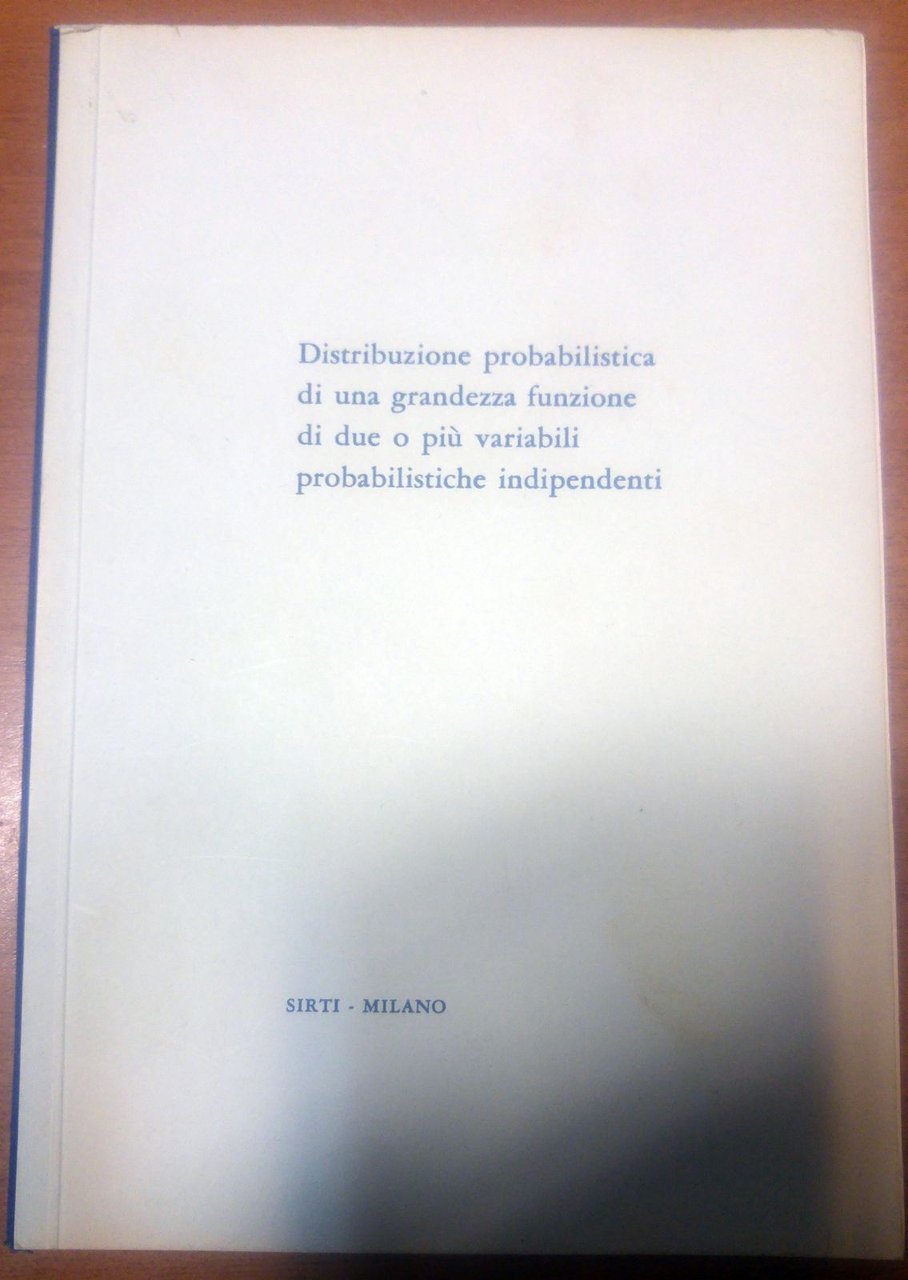 Distribuzione probabilistica
di una grandezza funzione
di due o più variabili
probabilistiche indipendenti
SIRTI - MILANO